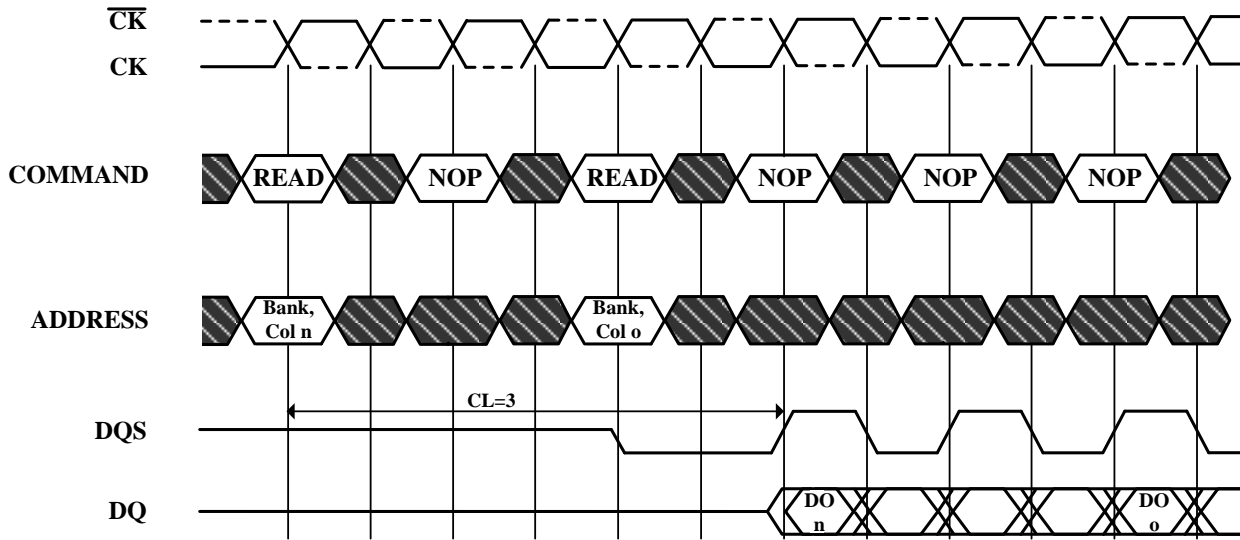 CK
CK
COMMAND
READ NOP READ NOP NOP NOP
ADDRESS
Bank,
Col n
Bank,
Col o
CL=3
DQS
DQ
DO
n
DO
o